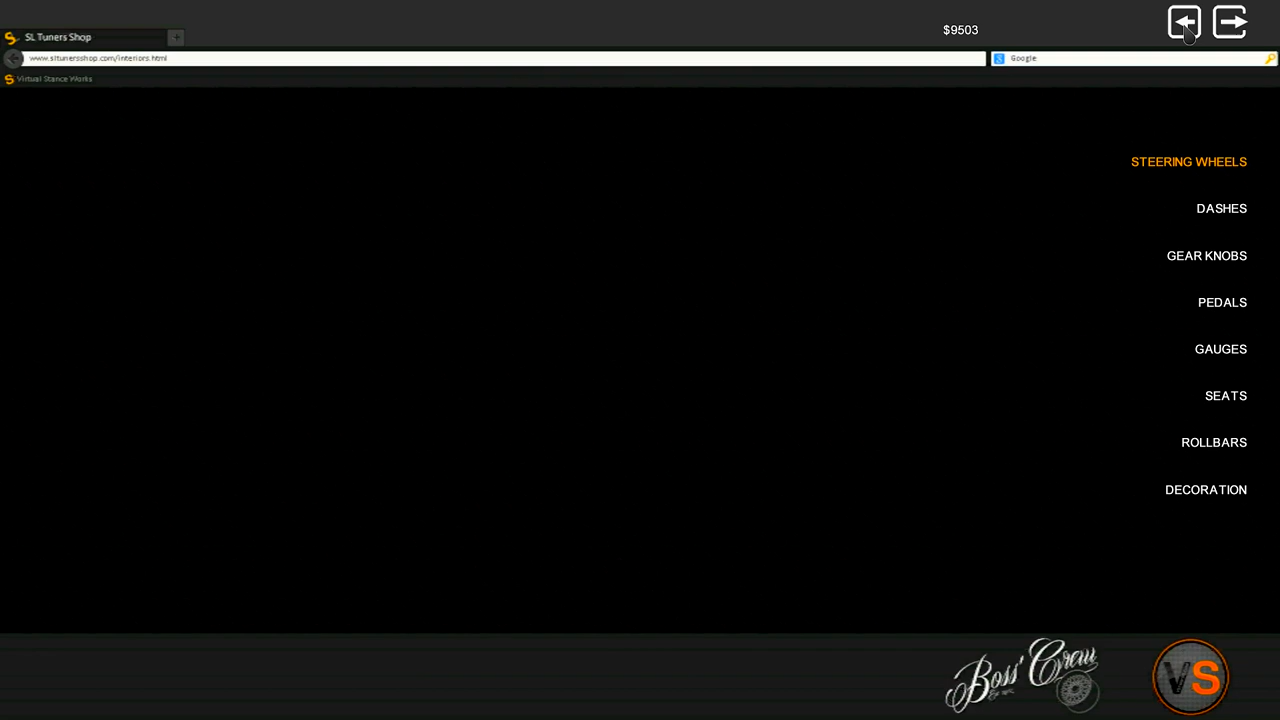 $9503
SL Tuners Shop
www.sltunersshop.com/interiors.html
Google
Virtual Stance Works
STEERING WHEELS
DASHES
GEAR KNOBS
PEDALS
GAUGES
SEATS
ROLLBARS
DECORATION
Boss' Crew
VS